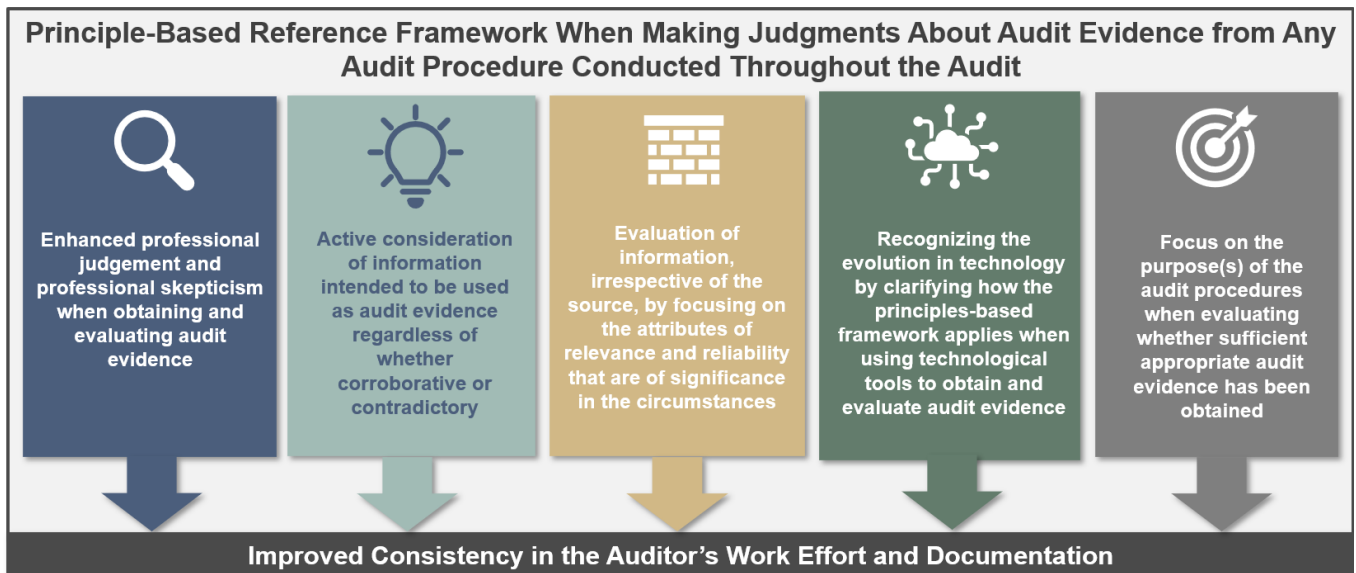 Principle-Based Reference Framework When Making Judgments About Audit Evidence from Any
Audit Procedure Conducted Throughout the Audit
Enhanced professional
judgement and
professional skepticism
when obtaining and
evaluating audit
evidence
Active consideration
of information
intended to be used
as audit evidence
regardless of
whether
corroborative or
contradictory
Evaluation of
information,
irrespective of the
source, by focusing on
the attributes of
relevance and reliability
that are of significance
in the circumstances
Recognizing the
evolution in technology
by clarifying how the
principles-based
framework applies when
using technological
tools to obtain and
evaluate audit evidence
Focus on the
purpose(s) of the
audit procedures
when evaluating
whether sufficient
appropriate audit
evidence has been
obtained
Improved Consistency in the Auditor's Work Effort and Documentation